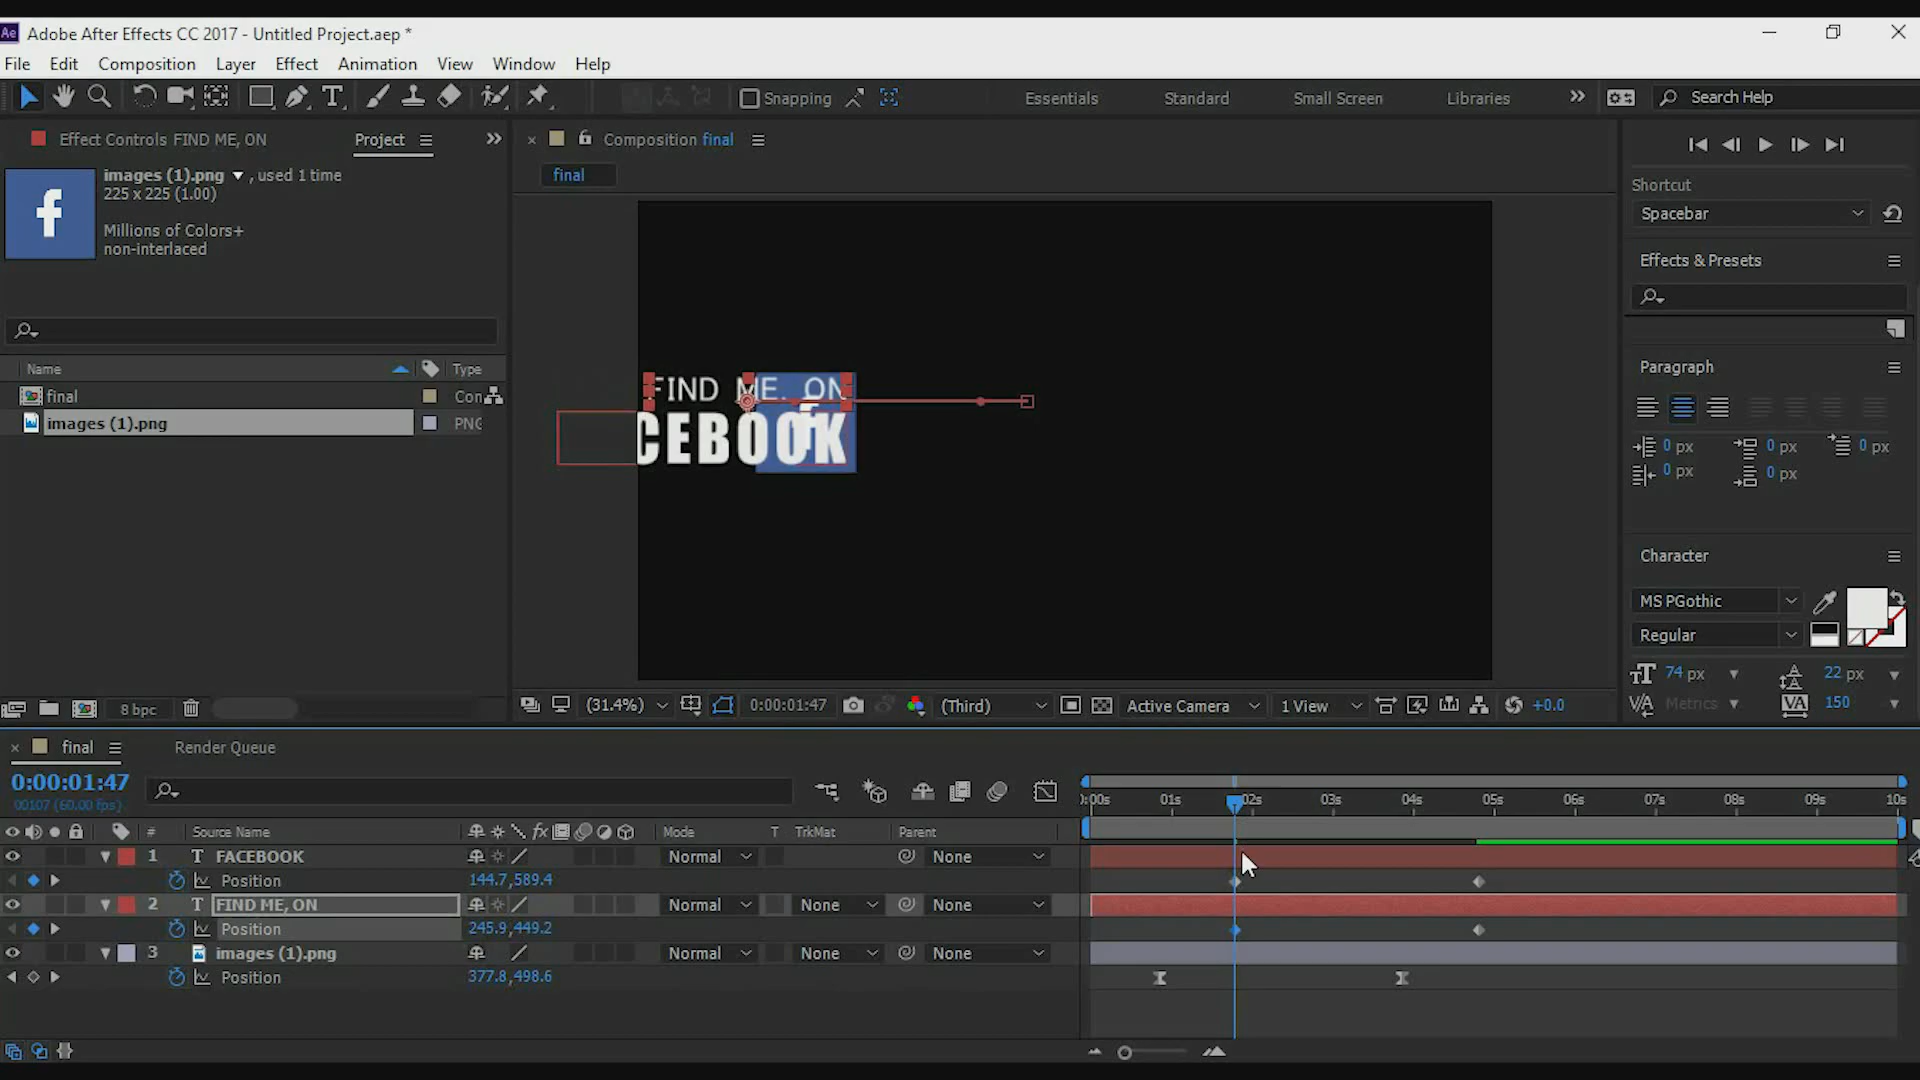 Ae Adobe After Effects CC 2017 - Untitled Project.aep *
File Edit Composition Layer Effect Animation View Window Help
Snapping Essentials Standard Small Screen Libraries Search Help
Effect Controls FIND ME, ON Project
images (1).png , used 1 time
225 x 225 (1.00)
Millions of Colors+
non-interlaced
Name Type
final Con
images (1).png PNG
8 bpc
Composition final
final
FIND ME, ON
CEBOOK
(31.4%) 0:00:01:47 (Third) Active Camera 1 View +0.0
Shortcut
Spacebar
Effects & Presets
Paragraph
0 px 0 px 0 px
0 px 0 px
Character
MS PGothic
Regular
74 px 22 px
Metrics 150
final Render Queue
0:00:01:47
00107 (60.00 fps)
# Source Name fx Mode T TrkMat Parent
):00s 01s 02s 03s 04s 05s 06s 07s 08s 09s 10s
1 T FACEBOOK Normal None
Position 144.7,589.4
2 T FIND ME, ON Normal None None
Position 245.9,449.2
3 images (1).png Normal None None
Position 377.8,498.6